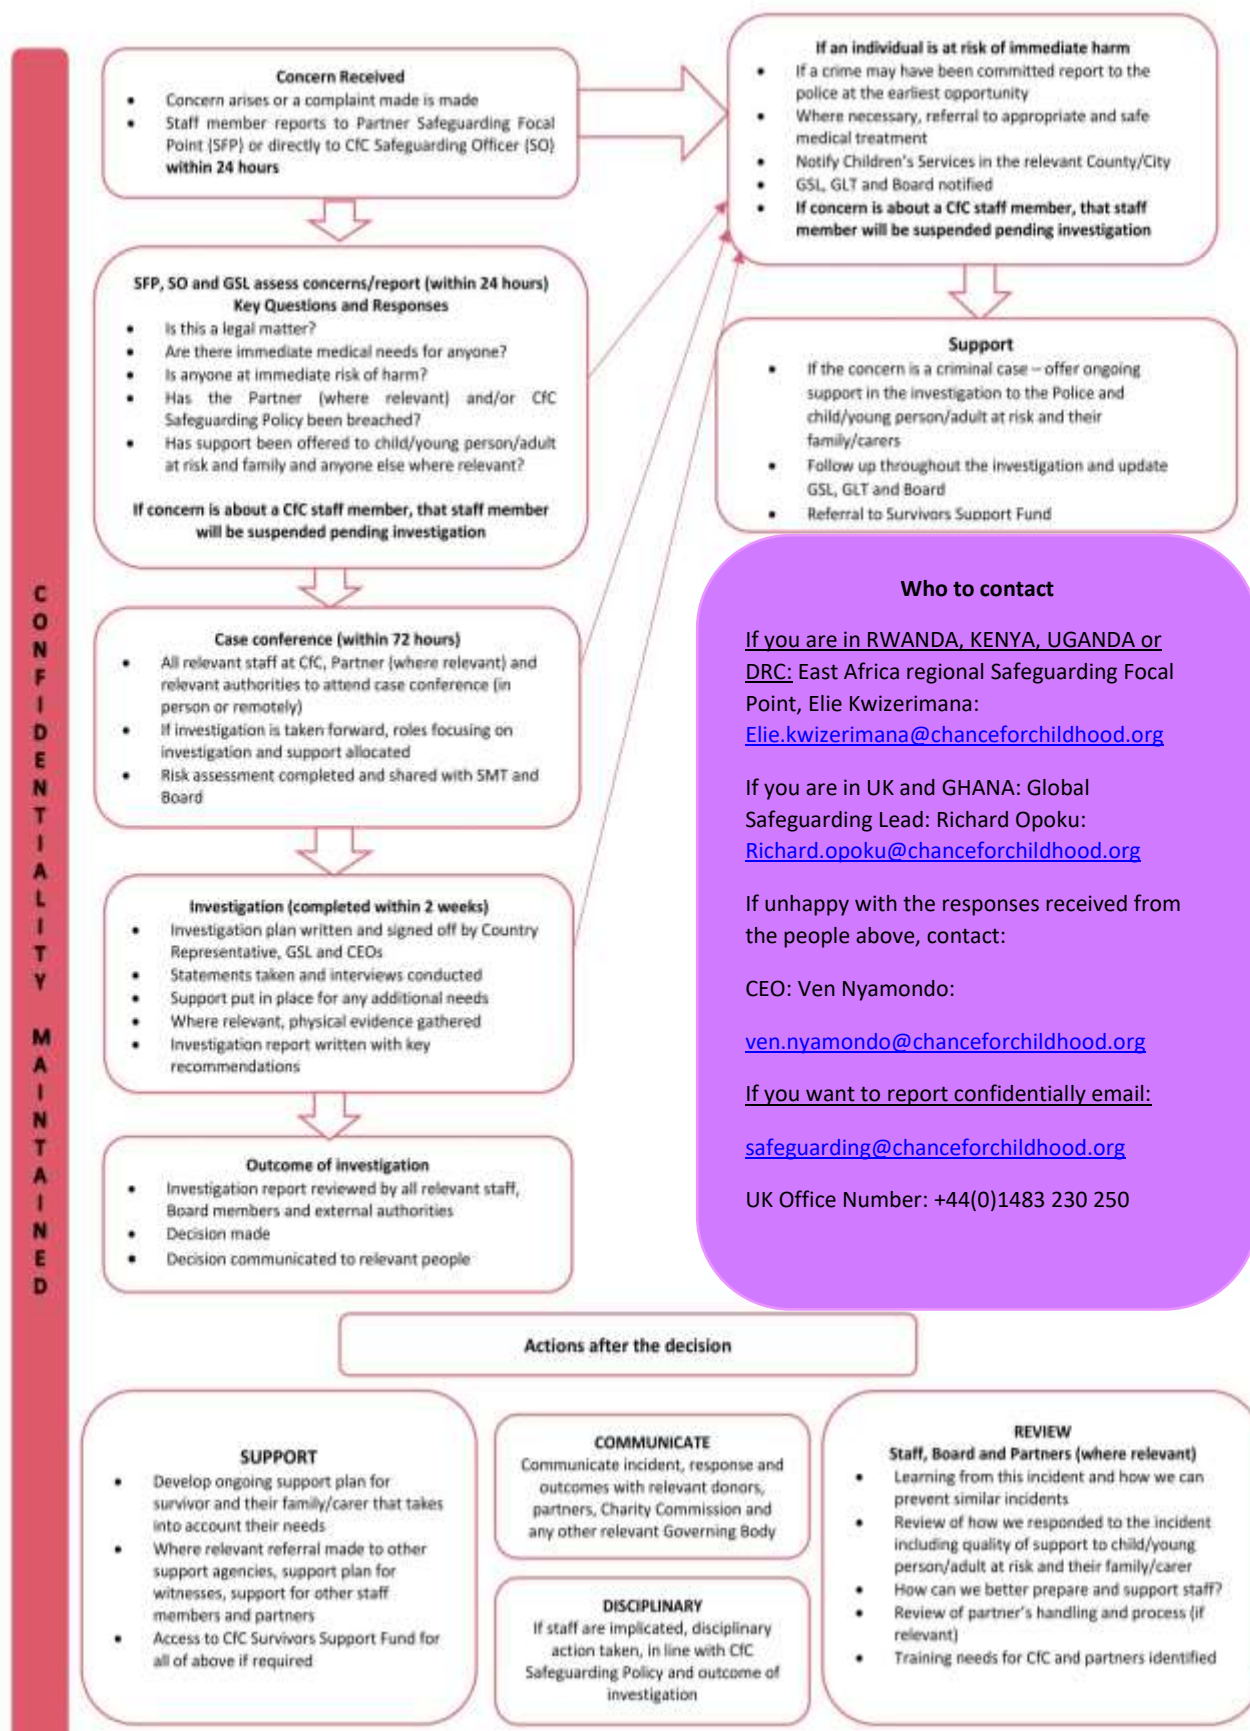 CONFIDENTIALITY MAINTAINED
Concern Received
• Concern arises or a complaint made is made
• Staff member reports to Partner Safeguarding Focal
Point (SFP) or directly to CfC Safeguarding Officer (SO)
within 24 hours
If an individual is at risk of immediate harm
• If a crime may have been committed report to the
police at the earliest opportunity
• Where necessary, referral to appropriate and safe
medical treatment
• Notify Children's Services in the relevant County/City
• GSL, GLT and Board notified
• If concern is about a CfC staff member, that staff
member will be suspended pending investigation
SFP, SO and GSL assess concerns/report (within 24 hours)
Key Questions and Responses
• Is this a legal matter?
• Are there immediate medical needs for anyone?
• Is anyone at immediate risk of harm?
• Has the Partner (where relevant) and/or CfC
Safeguarding Policy been breached?
• Has support been offered to child/young person/adult
at risk and family and anyone else where relevant?
If concern is about a CfC staff member, that staff member
will be suspended pending investigation
Support
• If the concern is a criminal case – offer ongoing
support in the investigation to the Police and
child/young person/adult at risk and their
family/carers
• Follow up throughout the investigation and update
GSL, GLT and Board
• Referral to Survivors Support Fund
Case conference (within 72 hours)
• All relevant staff at CfC, Partner (where relevant) and
relevant authorities to attend case conference (in
person or remotely)
• If investigation is taken forward, roles focusing on
investigation and support allocated
• Risk assessment completed and shared with SMT and
Board
Who to contact
If you are in RWANDA, KENYA, UGANDA or
DRC: East Africa regional Safeguarding Focal
Point, Elie Kwizerimana:
Elie.kwizerimana@chanceforchildhood.org
If you are in UK and GHANA: Global
Safeguarding Lead: Richard Opoku:
Richard.opoku@chanceforchildhood.org
If unhappy with the responses received from
the people above, contact:
CEO: Ven Nyamondo:
ven.nyamondo@chanceforchildhood.org
If you want to report confidentially email:
safeguarding@chanceforchildhood.org
UK Office Number: +44(0)1483 230 250
Investigation (completed within 2 weeks)
• Investigation plan written and signed off by Country
Representative, GSL and CEOs
• Statements taken and interviews conducted
• Support put in place for any additional needs
• Where relevant, physical evidence gathered
• Investigation report written with key
recommendations
Outcome of investigation
• Investigation report reviewed by all relevant staff,
Board members and external authorities
• Decision made
• Decision communicated to relevant people
Actions after the decision
SUPPORT
• Develop ongoing support plan for
survivor and their family/carer that takes
into account their needs
• Where relevant referral made to other
support agencies, support plan for
witnesses, support for other staff
members and partners
• Access to CfC Survivors Support Fund for
all of above if required
COMMUNICATE
Communicate incident, response and
outcomes with relevant donors,
partners, Charity Commission and
any other relevant Governing Body
DISCIPLINARY
If staff are implicated, disciplinary
action taken, in line with CfC
Safeguarding Policy and outcome of
investigation
REVIEW
Staff, Board and Partners (where relevant)
• Learning from this incident and how we can
prevent similar incidents
• Review of how we responded to the incident
including quality of support to child/young
person/adult at risk and their family/carer
• How can we better prepare and support staff?
• Review of partner's handling and process (if
relevant)
• Training needs for CfC and partners identified